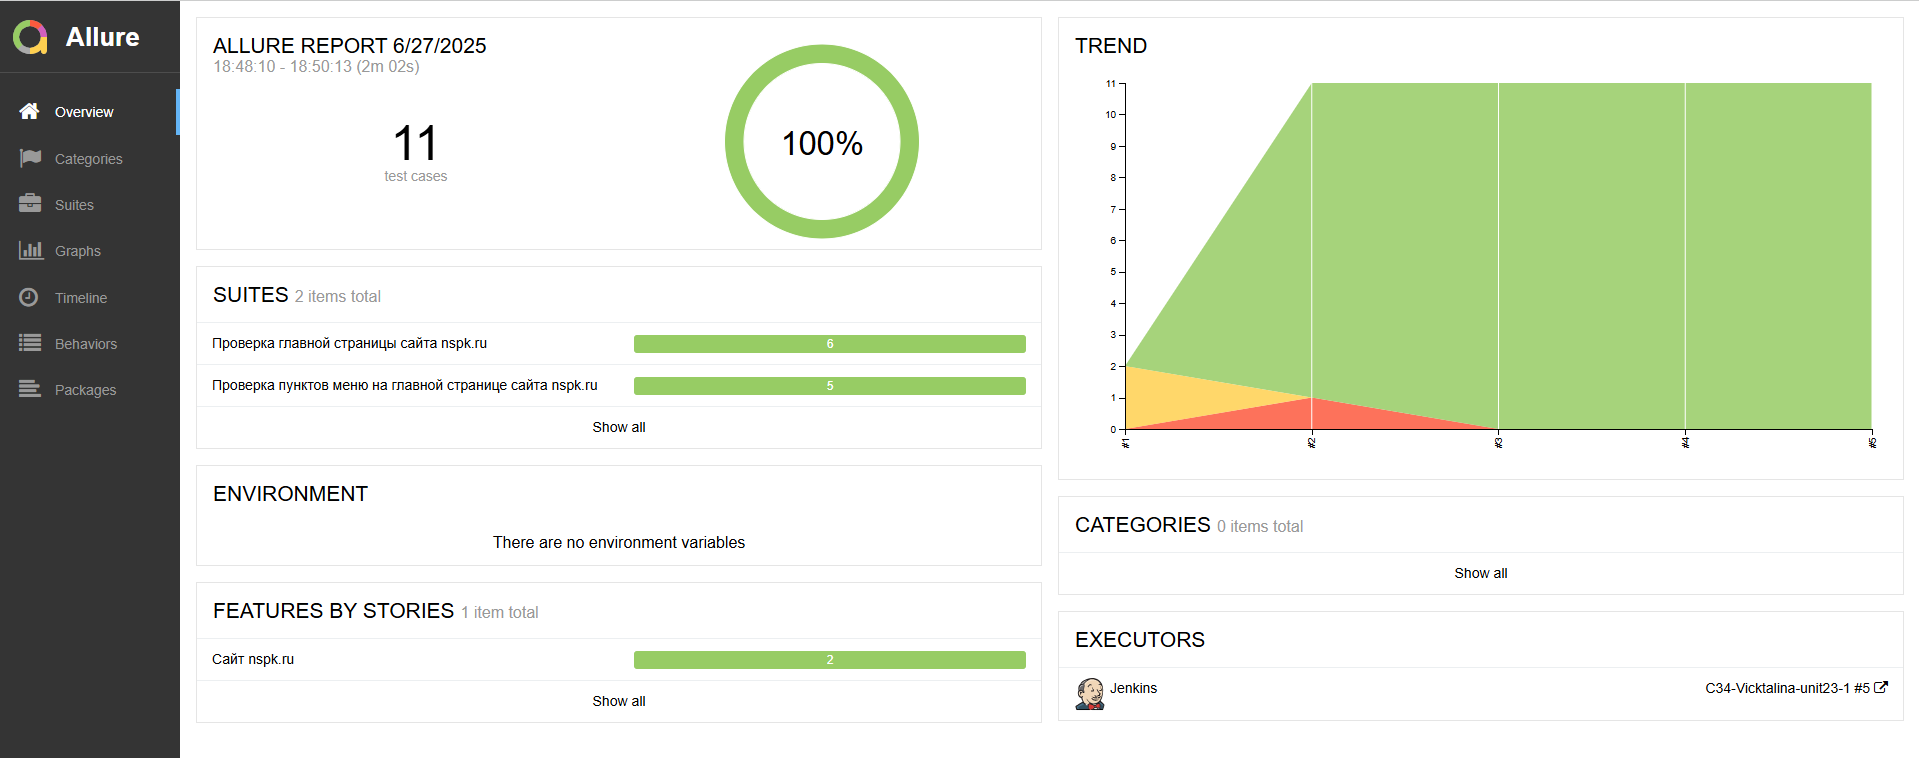 Allure
Overview
Categories
Suites
Graphs
Timeline
Behaviors
Packages
ALLURE REPORT 6/27/2025
18:48:10 - 18:50:13 (2m 02s)
11
test cases
100%
SUITES 2 items total
Проверка главной страницы сайта nspk.ru 6
Проверка пунктов меню на главной странице сайта nspk.ru 5
Show all
ENVIRONMENT
There are no environment variables
FEATURES BY STORIES 1 item total
Сайт nspk.ru 2
Show all
TREND
11
10
9
8
7
6
5
4
3
2
1
0
#1 #2 #3 #4 #5
CATEGORIES 0 items total
Show all
EXECUTORS
Jenkins C34-Vicktalina-unit23-1 #5